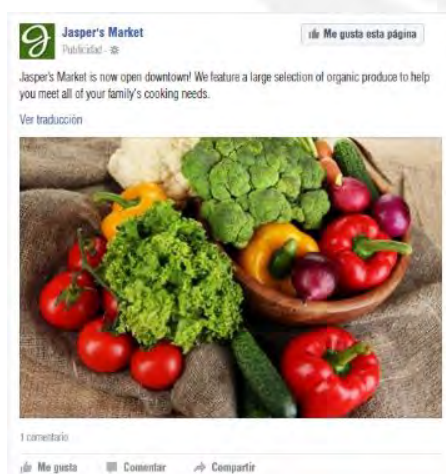 Jasper's Market
Me gusta esta página
Publicidad
Jasper's Market is now open downtown! We feature a large selection of organic produce to help
you meet all of your family's cooking needs.
Ver traducción
1 comentario
Me gusta Comentar Compartir